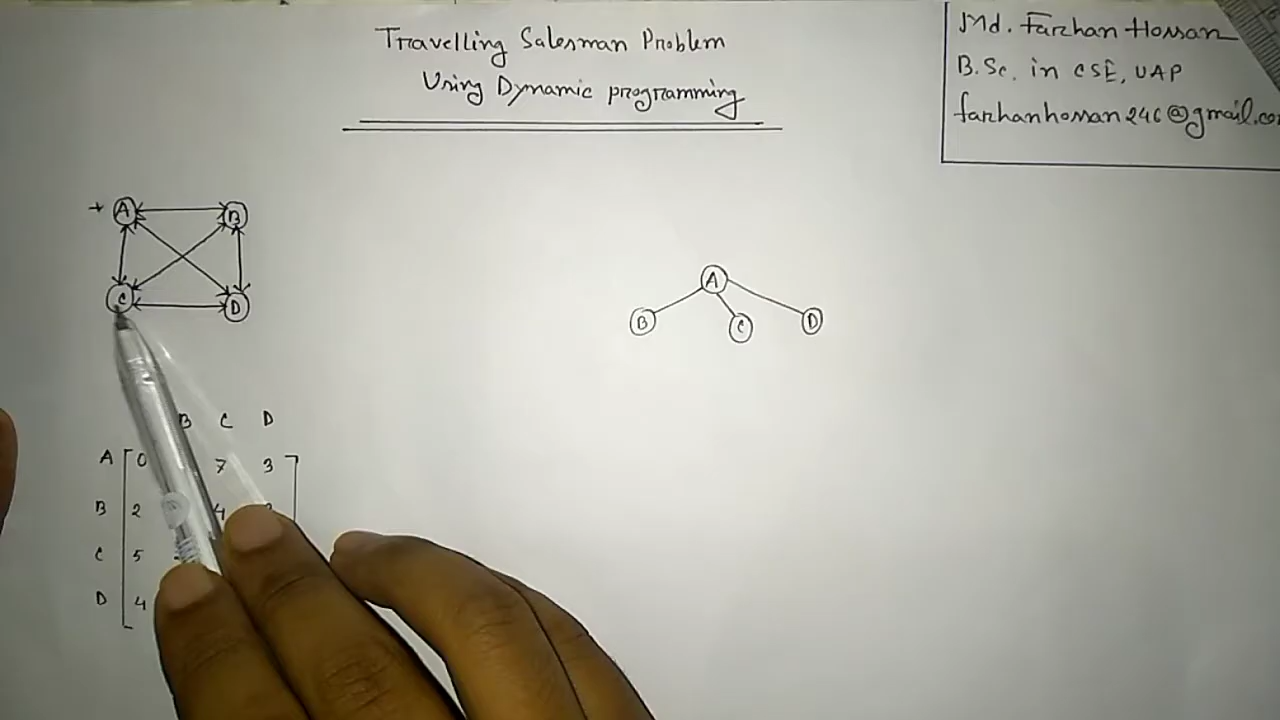 Travelling Salesman Problem
Using Dynamic programming
Md. Farhan Hossan
B.Sc. in CSE, UAP
farhanhossan246@gmail.co
A B
C D
A
B C D
B C D
A 0 7 3
B 2 4
C 5
D 4